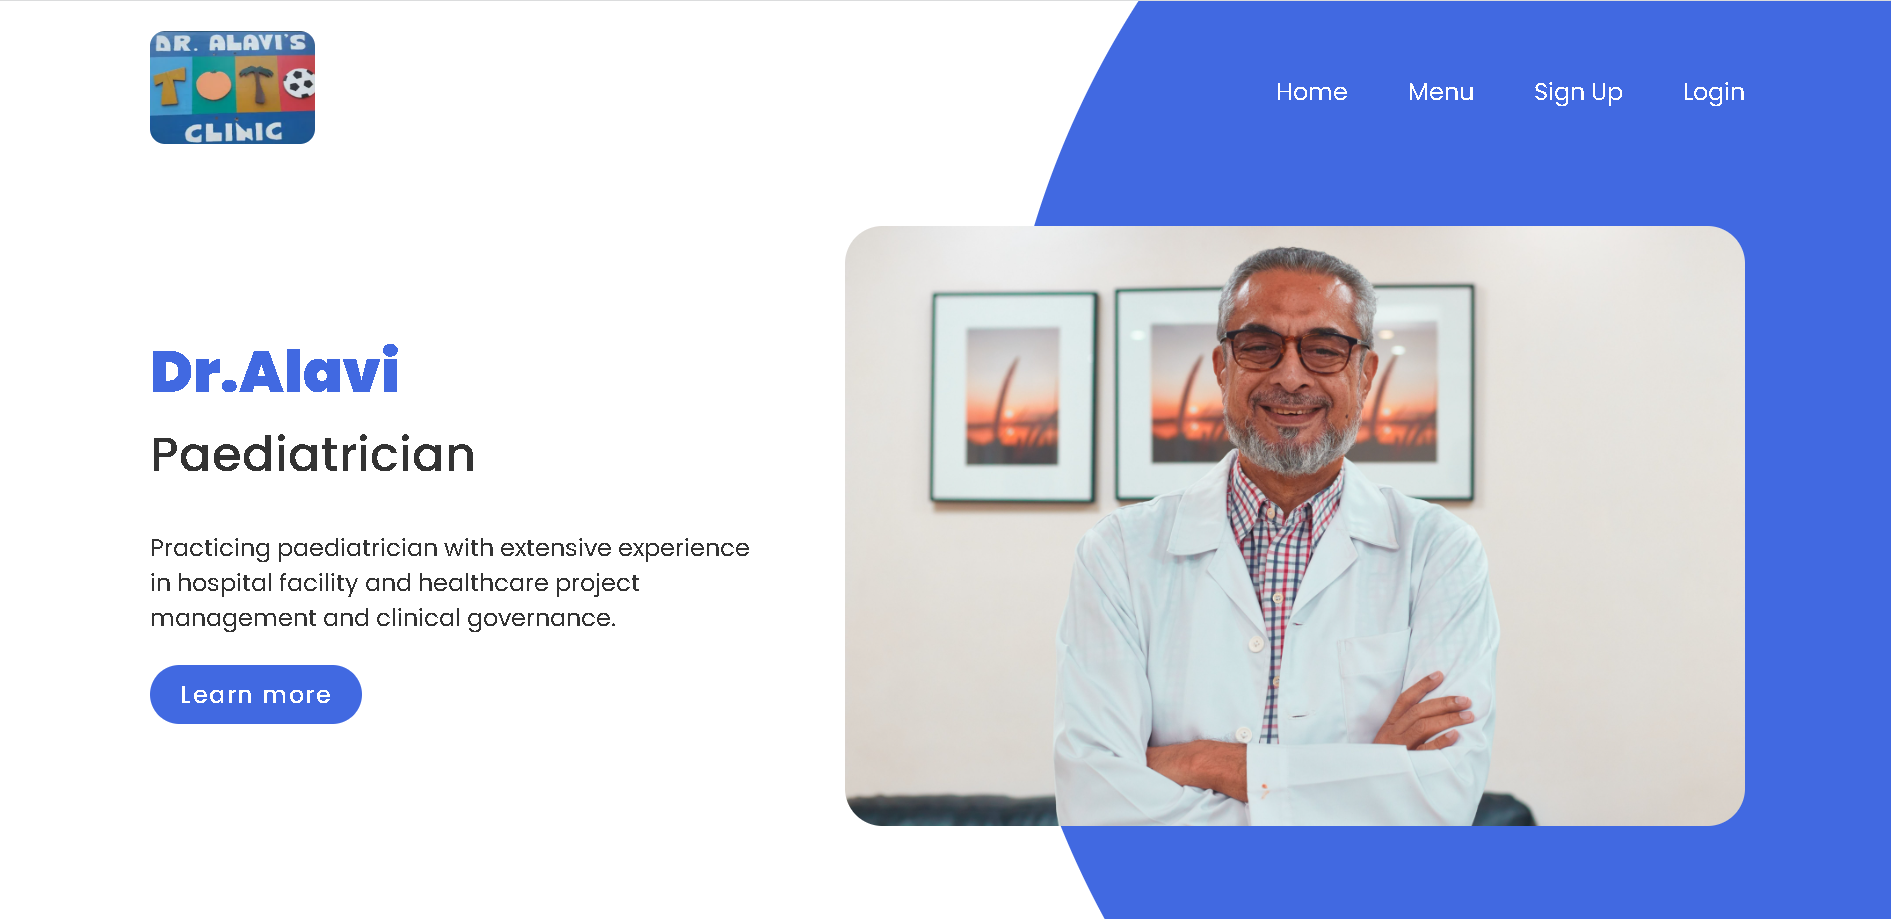 DR. ALAVI'S
TOTO
CLINIC
Home Menu Sign Up Login
Dr.Alavi
Paediatrician
Practicing paediatrician with extensive experience
in hospital facility and healthcare project
management and clinical governance.
Learn more